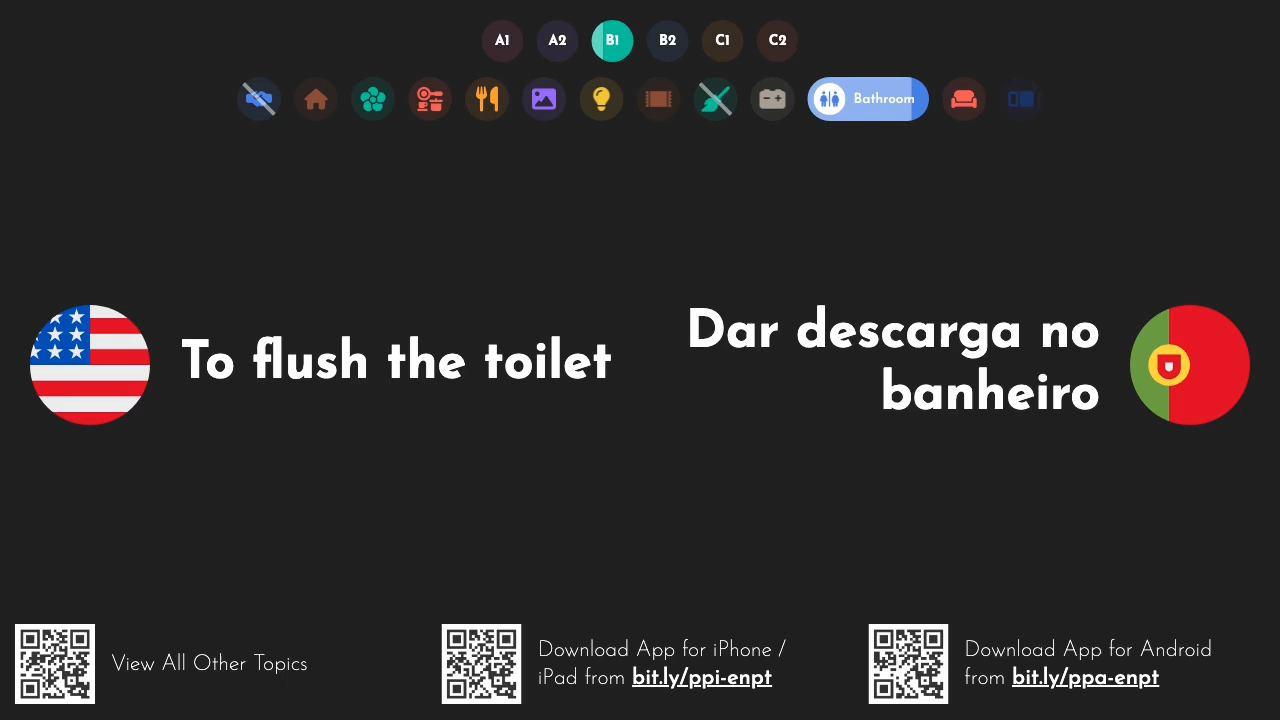 A1 A2 B1 B2 C1 C2
Bathroom
To flush the toilet
Dar descarga no
banheiro
View All Other Topics
Download App for iPhone /
iPad from bit.ly/ppi-enpt
Download App for Android
from bit.ly/ppa-enpt